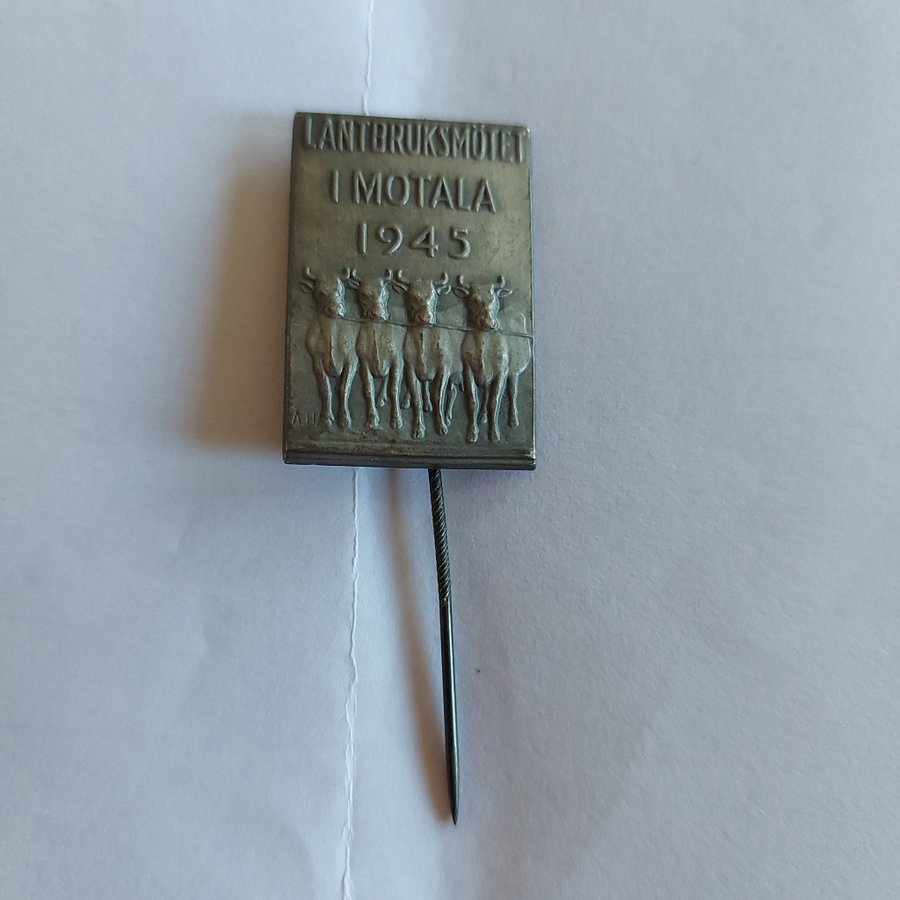 LANTBRUKSMÖTET
I MOTALA
1945
A.H